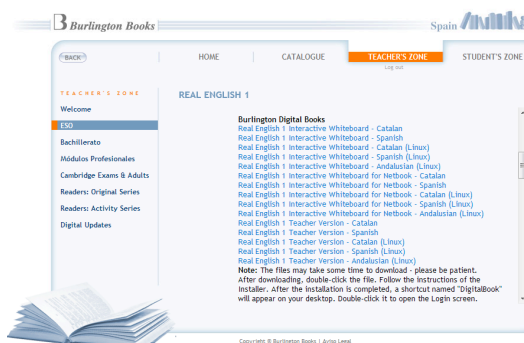 Burlington Books
Spain
BACK
HOME
CATALOGUE
TEACHER'S ZONE
STUDENT'S ZONE
Log out
TEACHER'S ZONE
Welcome
ESO
Bachillerato
Módulos Profesionales
Cambridge Exams & Adults
Readers: Original Series
Readers: Activity Series
Digital Updates
REAL ENGLISH 1
Burlington Digital Books
Real English 1 Interactive Whiteboard - Catalan
Real English 1 Interactive Whiteboard - Spanish
Real English 1 Interactive Whiteboard - Catalan (Linux)
Real English 1 Interactive Whiteboard - Spanish (Linux)
Real English 1 Interactive Whiteboard - Andalusian (Linux)
Real English 1 Interactive Whiteboard for Netbook - Catalan
Real English 1 Interactive Whiteboard for Netbook - Spanish
Real English 1 Interactive Whiteboard for Netbook - Catalan (Linux)
Real English 1 Interactive Whiteboard for Netbook - Spanish (Linux)
Real English 1 Interactive Whiteboard for Netbook - Andalusian (Linux)
Real English 1 Teacher Version - Catalan
Real English 1 Teacher Version - Spanish
Real English 1 Teacher Version - Catalan (Linux)
Real English 1 Teacher Version - Spanish (Linux)
Real English 1 Teacher Version - Andalusian (Linux)
Note: The files may take some time to download - please be patient.
After downloading, double-click the file. Follow the instructions of the
Installer. After the installation is completed, a shortcut named "DigitalBook"
will appear on your desktop. Double-click it to open the Login screen.
Copyright © Burlington Books | Aviso Legal